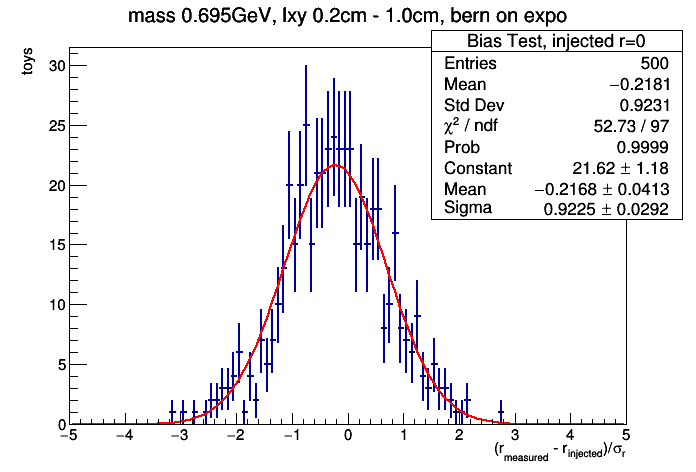 mass 0.695GeV, lxy 0.2cm - 1.0cm, bern on expo
Bias Test, injected r=0
Entries 500
Mean −0.2181
Std Dev 0.9231
χ² / ndf 52.73 / 97
Prob 0.9999
Constant 21.62 ± 1.18
Mean −0.2168 ± 0.0413
Sigma 0.9225 ± 0.0292
toys
30
25
20
15
10
5
0
−5 −4 −3 −2 −1 0 1 2 3 4 5
(r_measured - r_injected)/σ_r